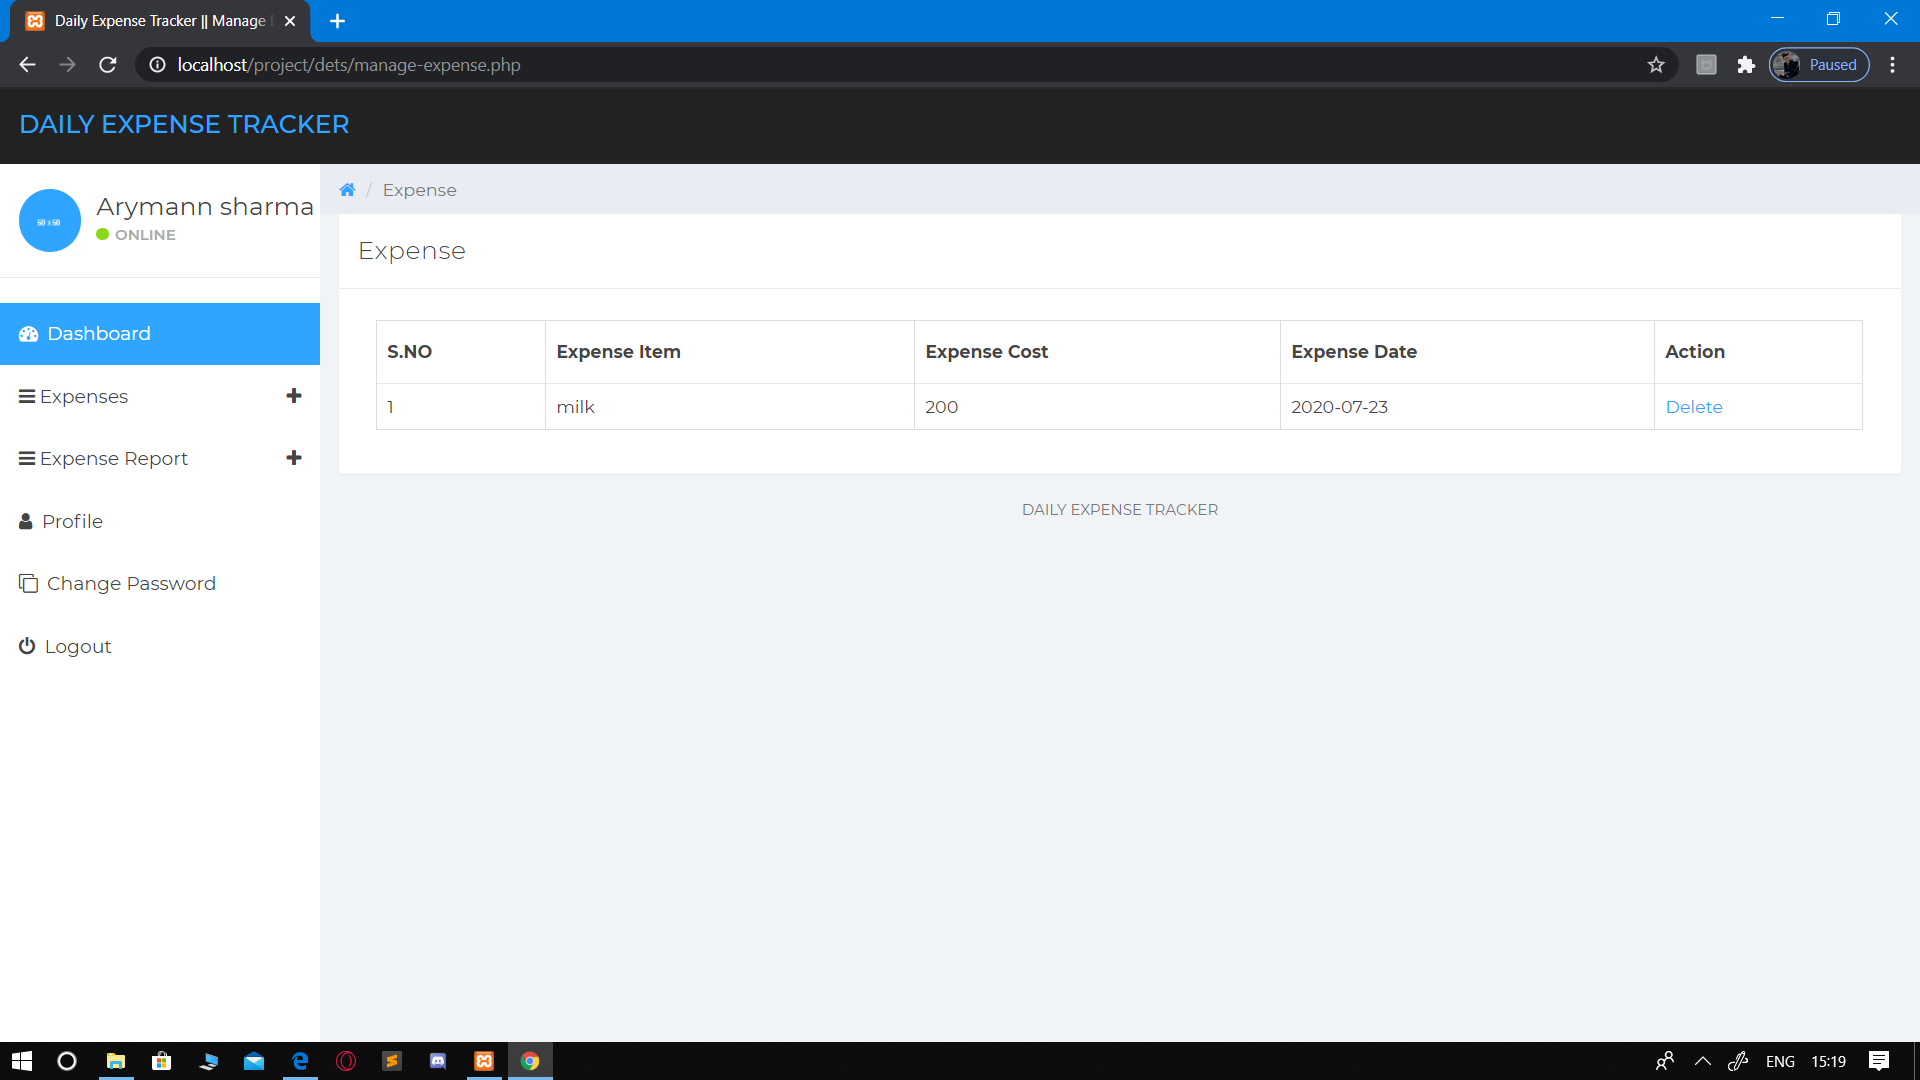 Daily Expense Tracker || Manage
localhost/project/dets/manage-expense.php
Paused
DAILY EXPENSE TRACKER
50 x 50
Arymann sharma
ONLINE
/ Expense
Expense
Dashboard
Expenses
Expense Report
Profile
Change Password
Logout
S.NO Expense Item Expense Cost Expense Date Action
1 milk 200 2020-07-23 Delete
DAILY EXPENSE TRACKER
ENG 15:19